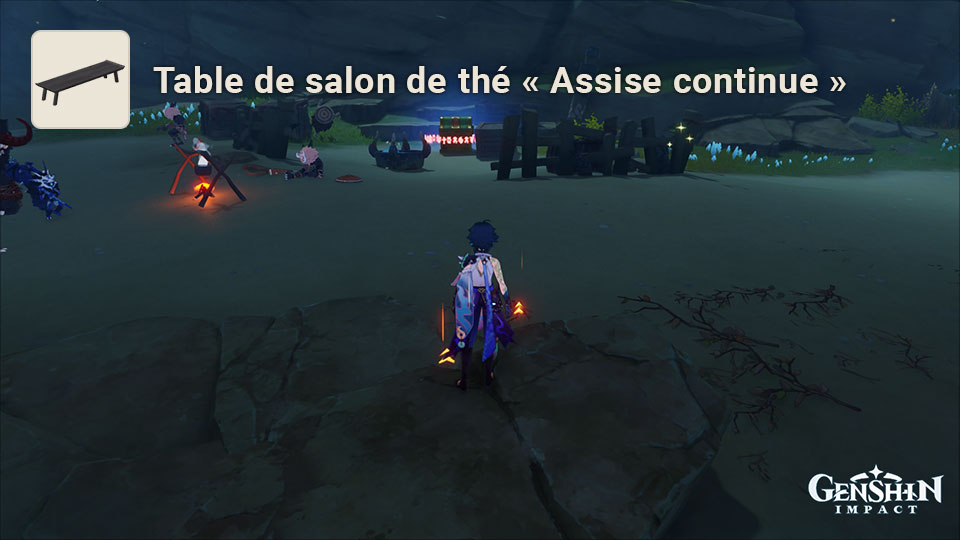 Table de salon de thé « Assise continue »
GENSHIN
IMPACT